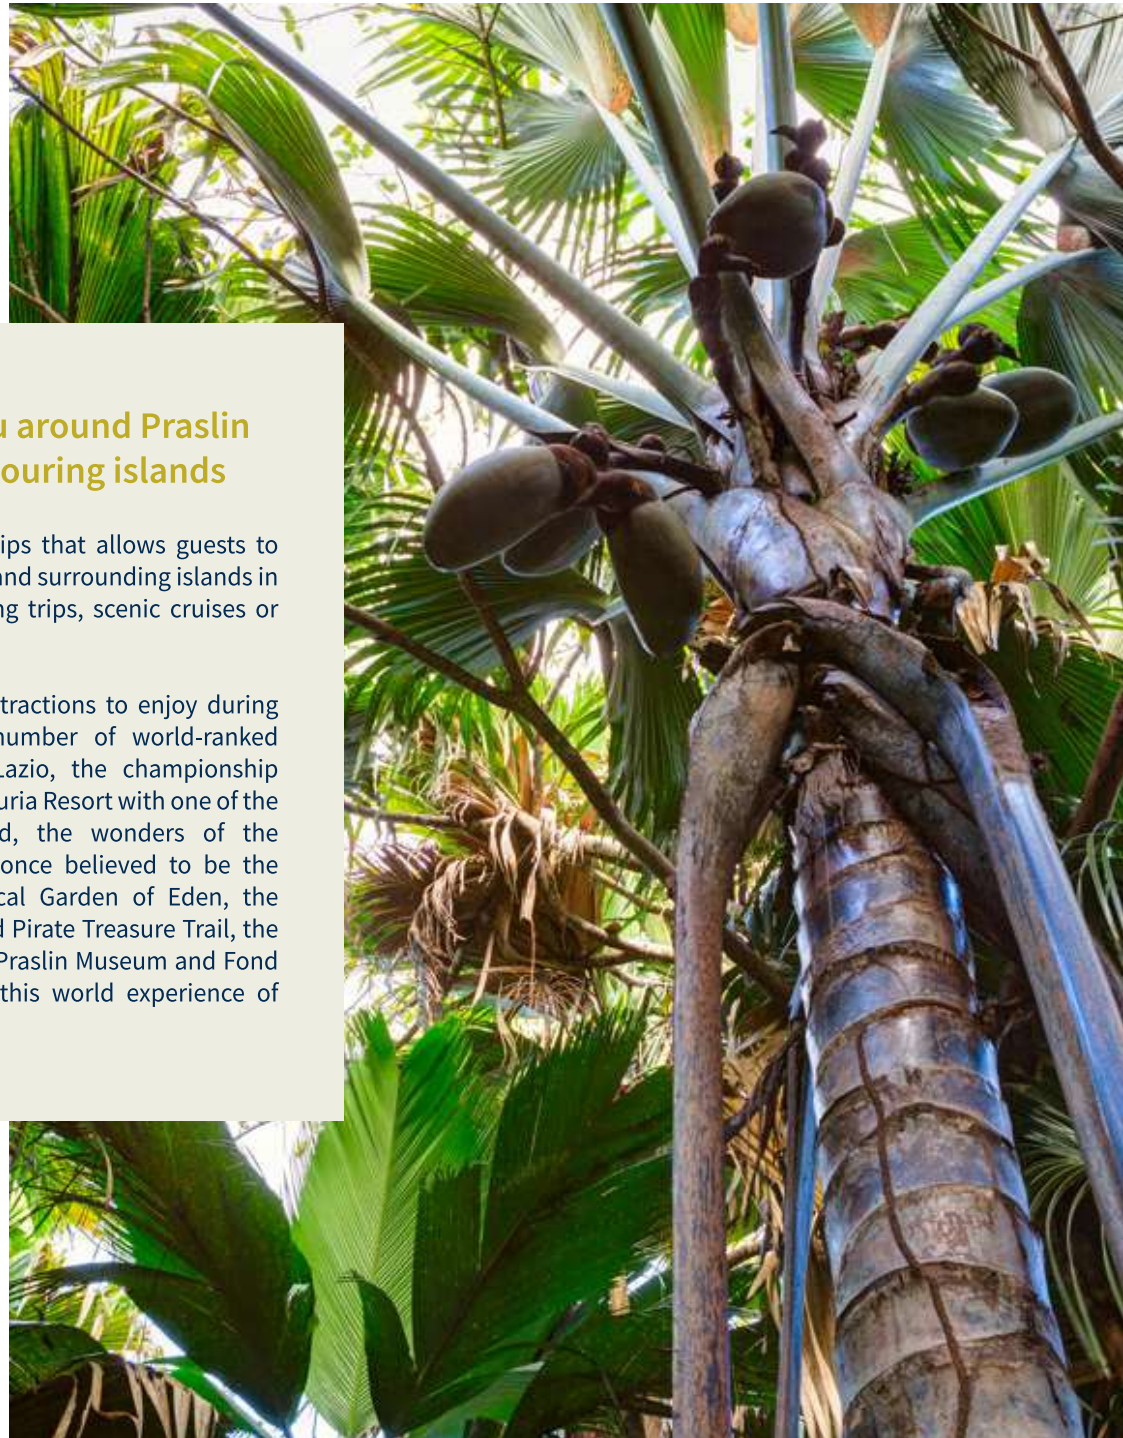 u around Praslin
ouring islands
ips that allows guests to
and surrounding islands in
ng trips, scenic cruises or
tractions to enjoy during
number of world-ranked
Lazio, the championship
uria Resort with one of the
d, the wonders of the
once believed to be the
cal Garden of Eden, the
d Pirate Treasure Trail, the
Praslin Museum and Fond
this world experience of